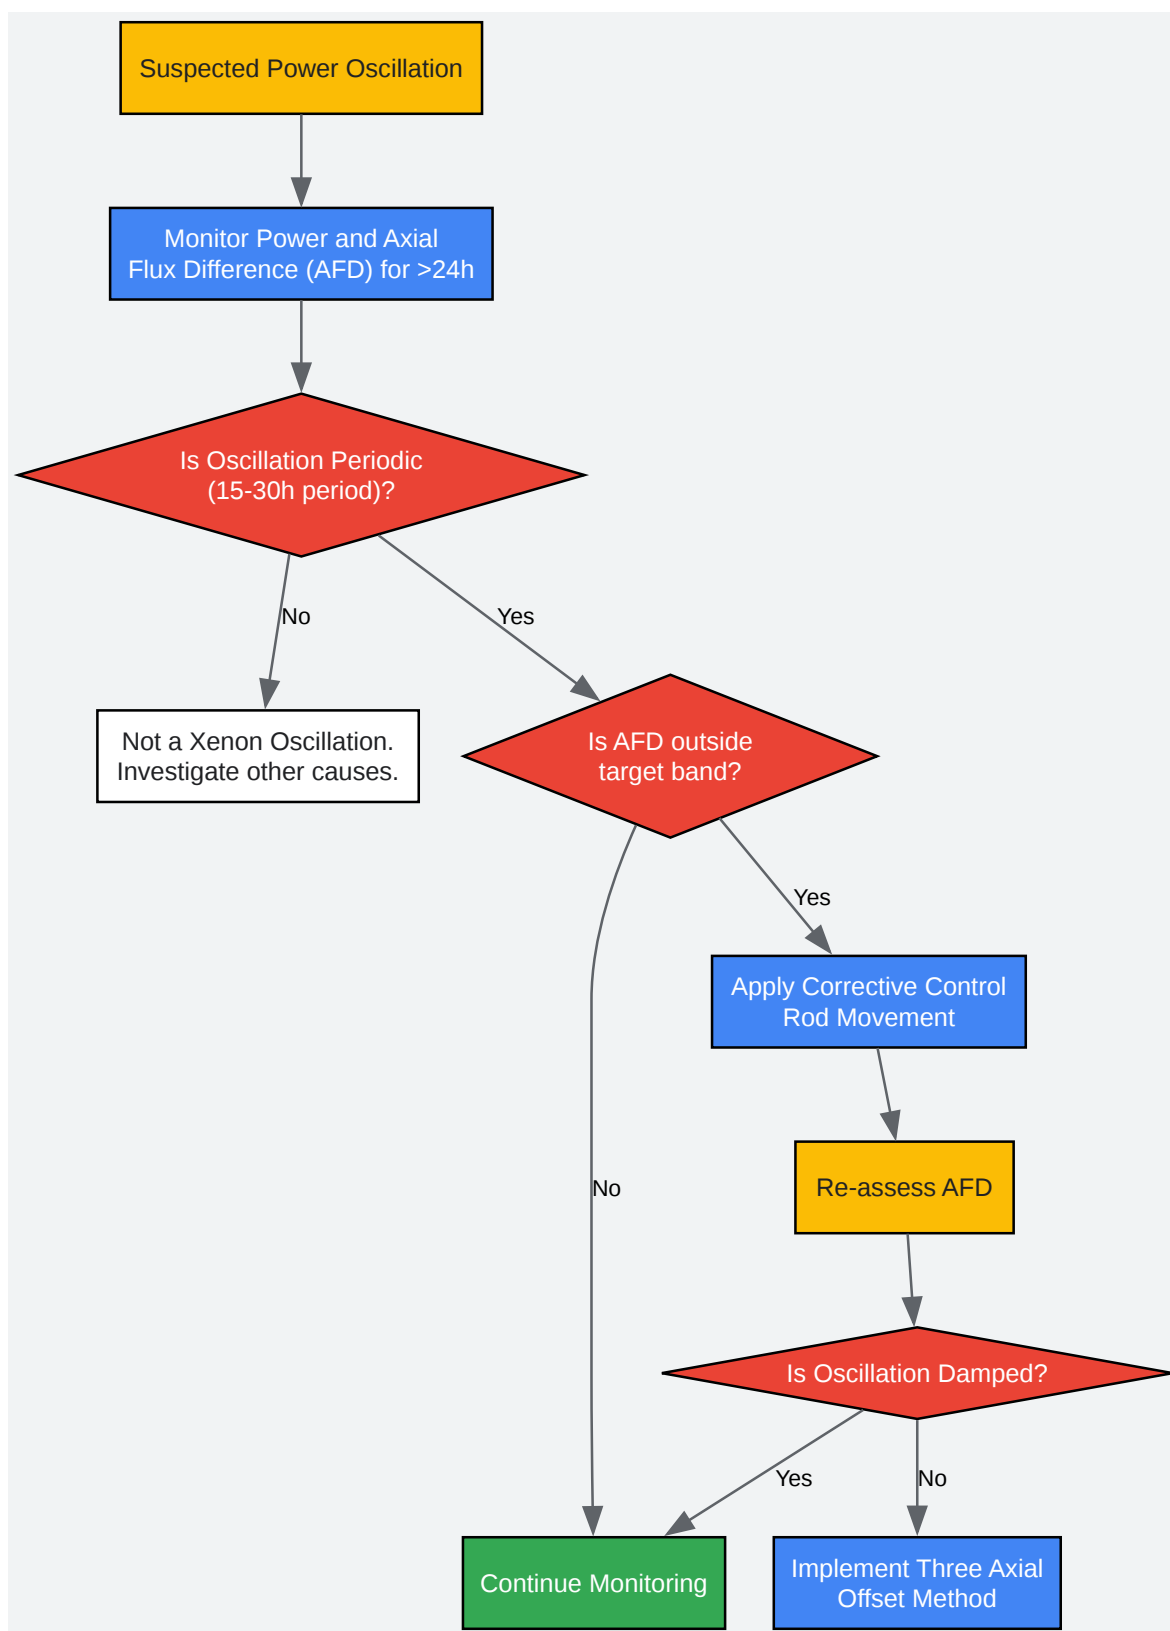 Suspected Power Oscillation
Monitor Power and Axial
Flux Difference (AFD) for >24h
Is Oscillation Periodic
(15-30h period)?
No
Yes
Not a Xenon Oscillation.
Investigate other causes.
Is AFD outside
target band?
Yes
Apply Corrective Control
Rod Movement
No
Re-assess AFD
Is Oscillation Damped?
Yes
No
Continue Monitoring
Implement Three Axial
Offset Method